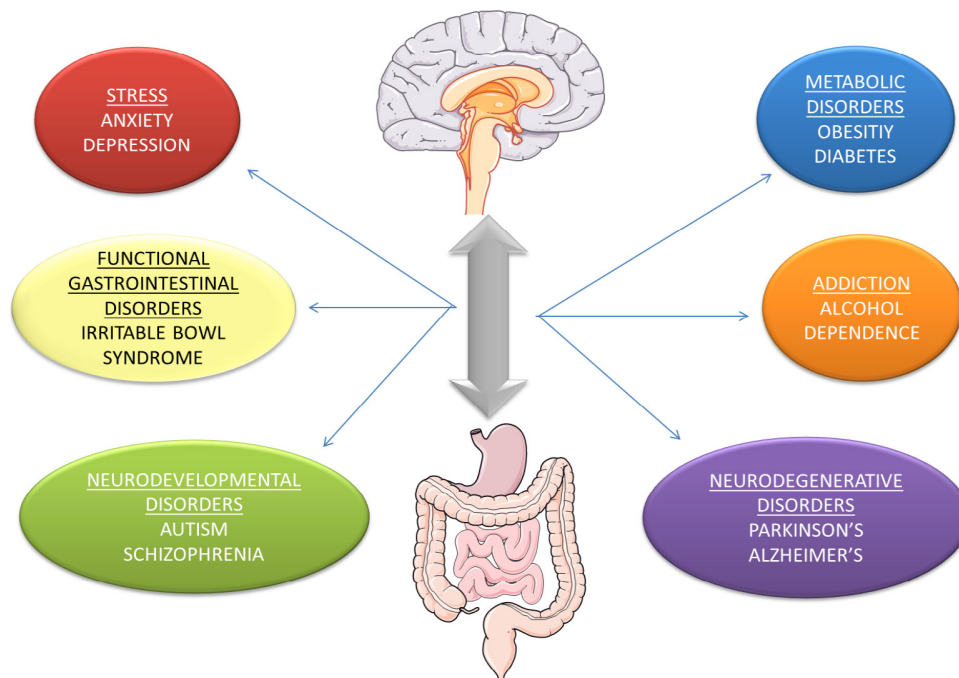 STRESS
ANXIETY
DEPRESSION
METABOLIC
DISORDERS
OBESITIY
DIABETES
FUNCTIONAL
GASTROINTESTINAL
DISORDERS
IRRITABLE BOWL
SYNDROME
ADDICTION
ALCOHOL
DEPENDENCE
NEURODEVELOPMENTAL
DISORDERS
AUTISM
SCHIZOPHRENIA
NEURODEGENERATIVE
DISORDERS
PARKINSON’S
ALZHEIMER’S